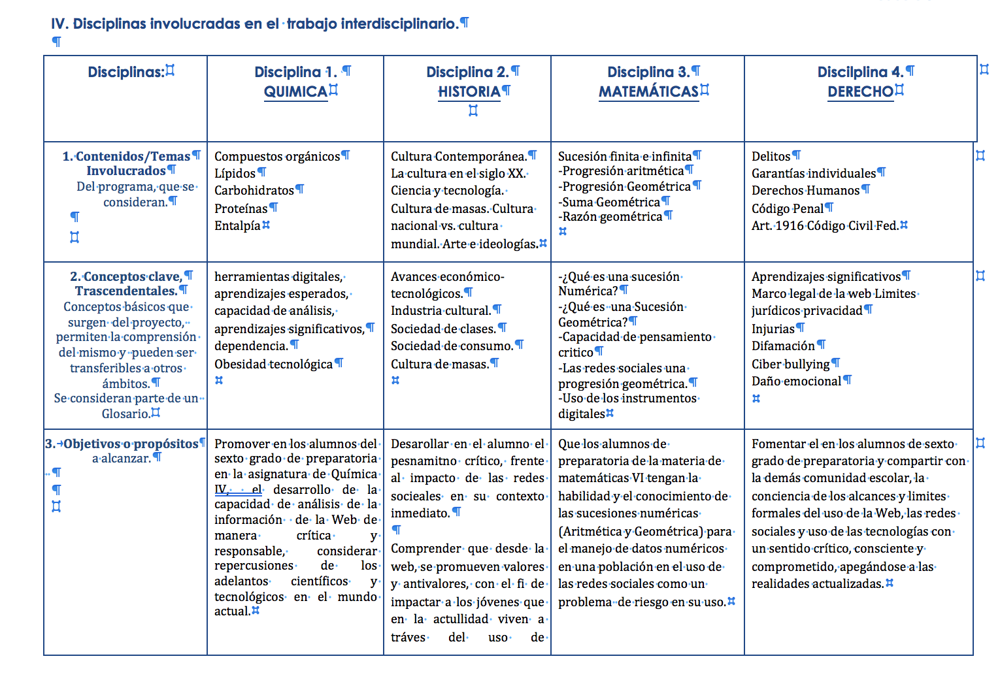 IV. Disciplinas involucradas en el trabajo interdisciplinario.
Disciplinas:
Disciplina 1.
QUIMICA
Disciplina 2.
HISTORIA
Disciplina 3.
MATEMÁTICAS
Discilplina 4.
DERECHO
1. Contenidos/Temas
Involucrados
Del programa, que se
consideran.
Compuestos orgánicos
Lípidos
Carbohidratos
Proteínas
Entalpía
Cultura Contemporánea.
La cultura en el siglo XX.
Ciencia y tecnología.
Cultura de masas. Cultura
nacional vs. cultura
mundial. Arte e ideologías.
Sucesión finita e infinita
-Progresión aritmética
-Progresión Geométrica
-Suma Geométrica
-Razón geométrica
Delitos
Garantías individuales
Derechos Humanos
Código Penal
Art. 1916 Código Civil Fed.
2. Conceptos clave,
Trascendentales.
Conceptos básicos que
surgen del proyecto,
permiten la comprensión
del mismo y pueden ser
transferibles a otros
ámbitos.
Se consideran parte de un
Glosario.
herramientas digitales,
aprendizajes esperados,
capacidad de análisis,
aprendizajes significativos,
dependencia.
Obesidad tecnológica
Avances económico-
tecnológicos.
Industria cultural.
Sociedad de clases.
Sociedad de consumo.
Cultura de masas.
-¿Qué es una sucesión
Numérica?
-¿Qué es una Sucesión
Geométrica?
-Capacidad de pensamiento
critico
-Las redes sociales una
progresión geométrica.
-Uso de los instrumentos
digitales
Aprendizajes significativos
Marco legal de la web Limites
jurídicos privacidad
Injurias
Difamación
Ciber bullying
Daño emocional
3. Objetivos o propósitos
a alcanzar.
Promover en los alumnos del
sexto grado de preparatoria
en la asignatura de Química
IV, el desarrollo de la
capacidad de análisis de la
información de la Web de
manera crítica y
responsable, considerar
repercusiones de los
adelantos científicos y
tecnológicos en el mundo
actual.
Desarollar en el alumno el
pesnamitno crítico, frente
al impacto de las redes
socieales en su contexto
inmediato.
Comprender que desde la
web, se promueven valores
y antivalores, con el fi de
impactar a los jóvenes que
en la actullidad viven a
tráves del uso de
Que los alumnos de
preparatoria de la materia de
matemáticas VI tengan la
habilidad y el conocimiento de
las sucesiones numéricas
(Aritmética y Geométrica) para
el manejo de datos numéricos
en una población en el uso de
las redes sociales como un
problema de riesgo en su uso.
Fomentar el en los alumnos de sexto
grado de preparatoria y compartir con
la demás comunidad escolar, la
conciencia de los alcances y limites
formales del uso de la Web, las redes
sociales y uso de las tecnologías con
un sentido crítico, consciente y
comprometido, apegándose a las
realidades actualizadas.